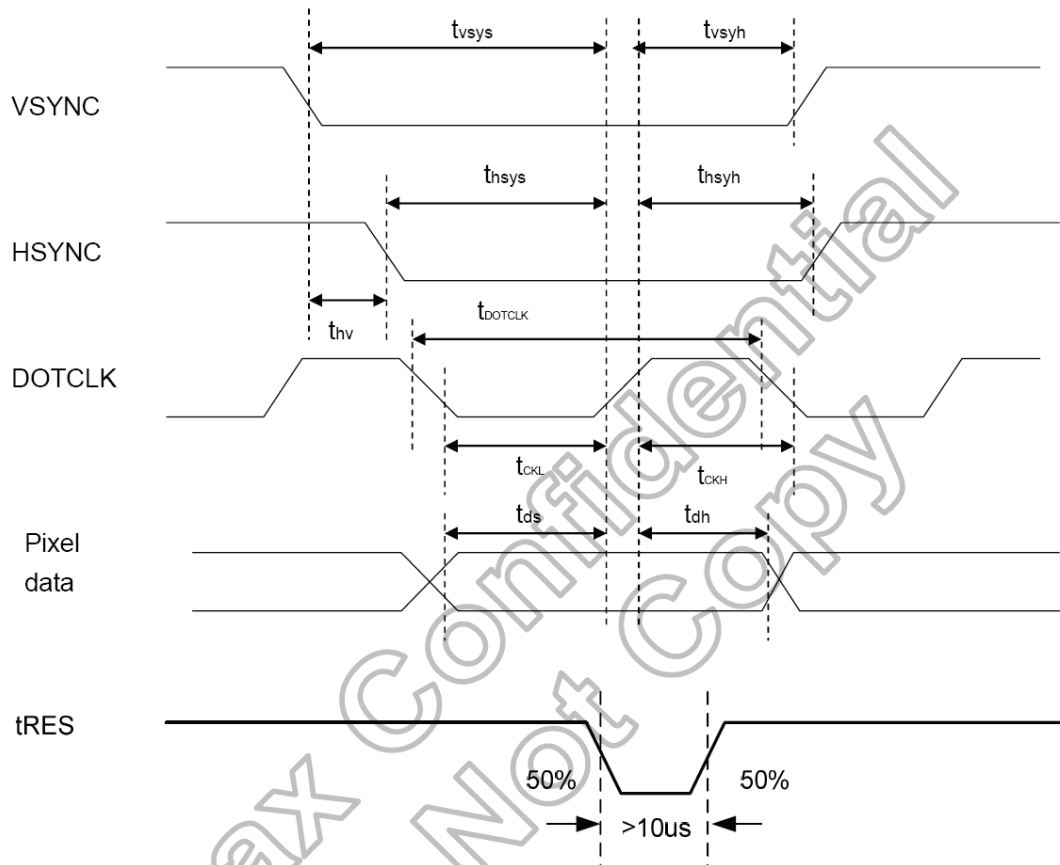 tvsys
tvsyh
VSYNC
thsys
thsyh
HSYNC
thv
tDOTCLK
DOTCLK
tCKL
tCKH
tds
tdh
Pixel
data
tRES
50%
50%
>10us
ax Confidential
Not Copy